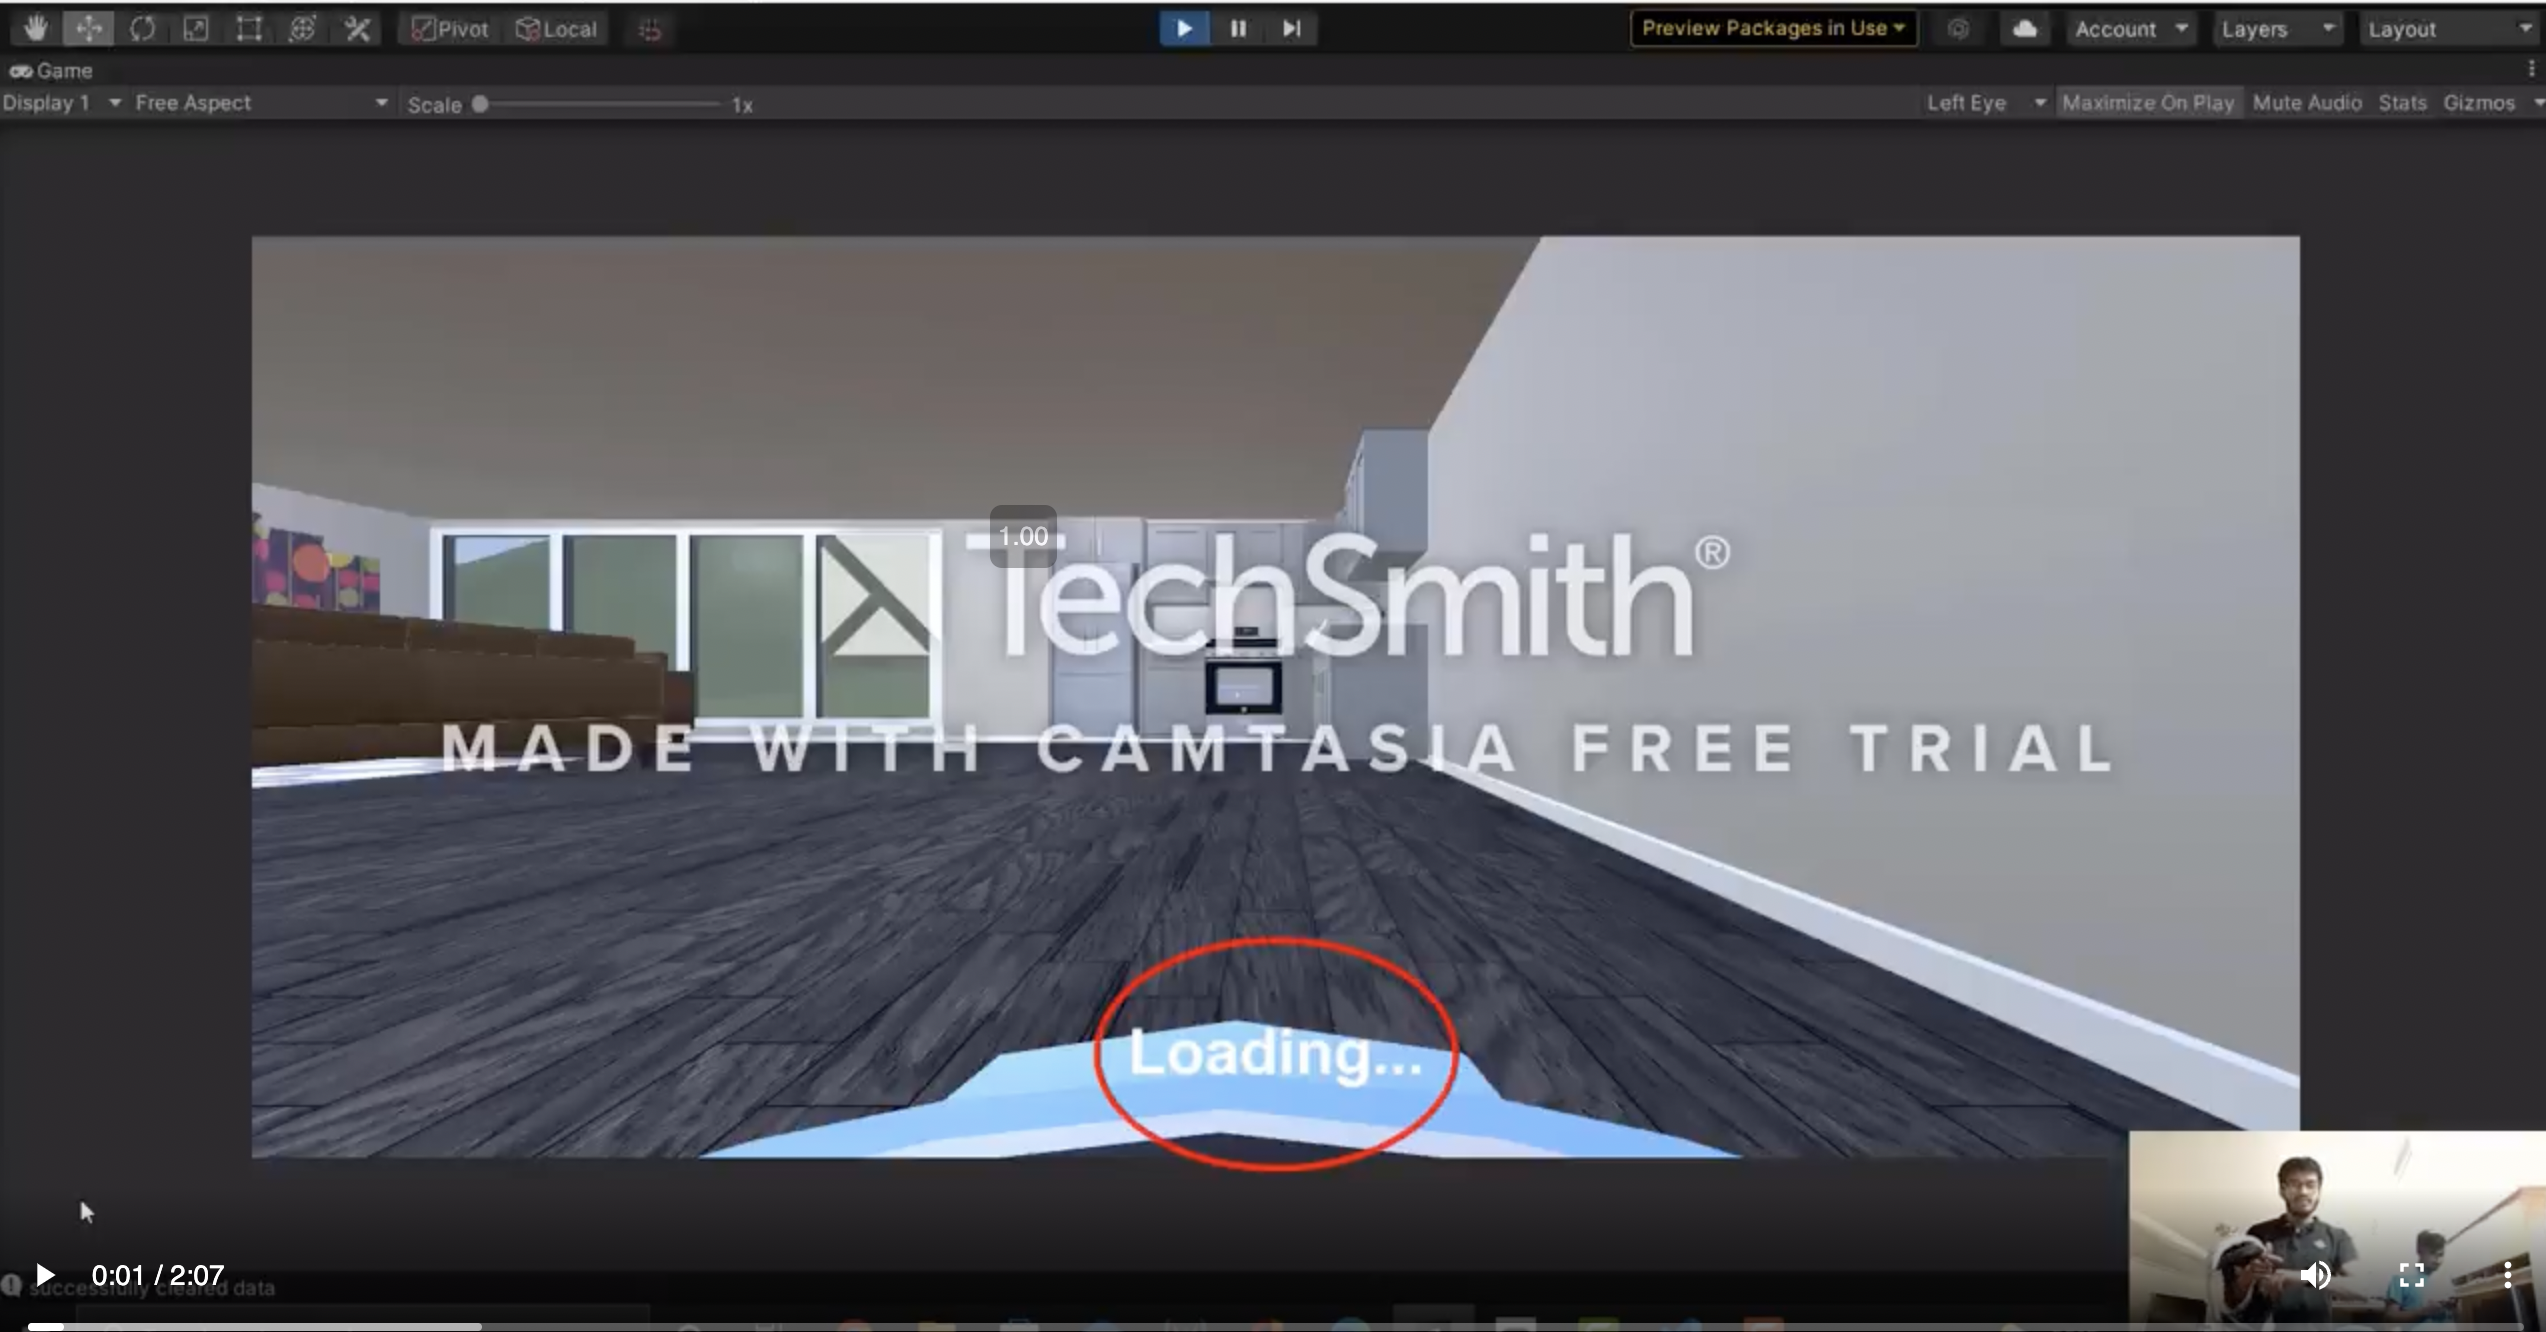 Pivot Local Preview Packages in Use Account Layers Layout
Game
Display 1 Free Aspect Scale 1x Left Eye Maximize On Play Mute Audio Stats Gizmos
1.00
TechSmith®
MADE WITH CAMTASIA FREE TRIAL
Loading...
0:01 / 2:07
successfully cleared data